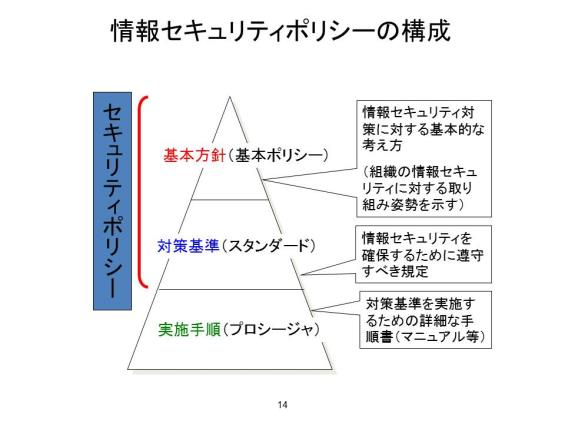 情報セキュリティポリシーの構成
セキュリティポリシー
基本方針(基本ポリシー)
情報セキュリティ対
策に対する基本的な
考え方
(組織の情報セキュ
リティに対する取り
組み姿勢を示す)
対策基準(スタンダード)
情報セキュリティを
確保するために遵守
すべき規定
実施手順(プロシージャ)
対策基準を実施す
るための詳細な手
順書(マニュアル等)
14